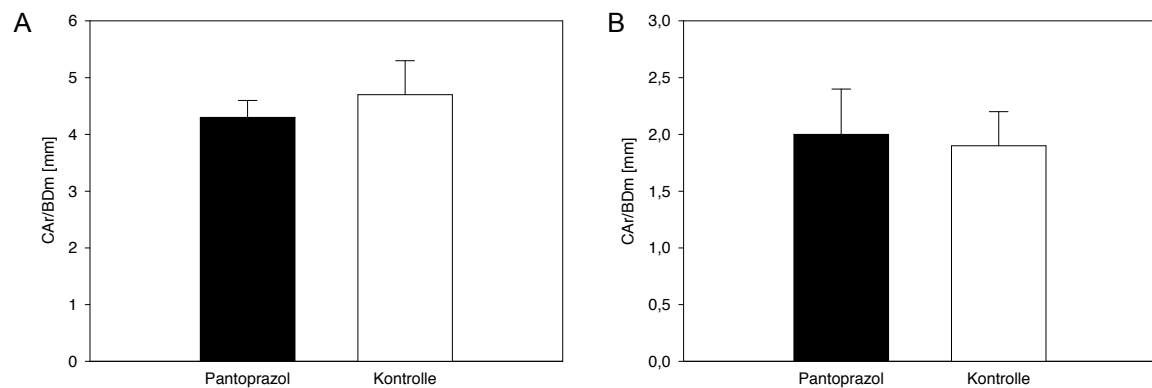 A
CAr/BDm [mm]
6
5
4
3
2
1
0
Pantoprazol Kontrolle
B
CAr/BDm [mm]
3,0
2,5
2,0
1,5
1,0
0,5
0,0
Pantoprazol Kontrolle